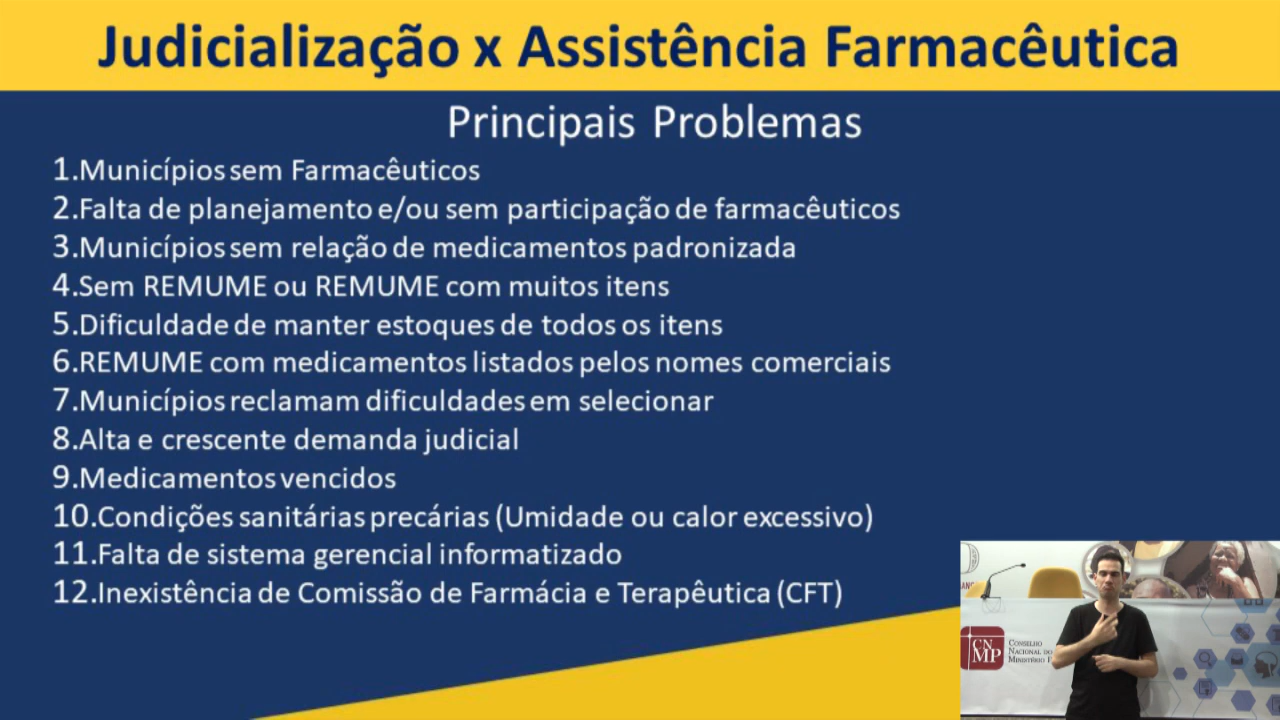 Judicialização x Assistência Farmacêutica
Principais Problemas
1.Municípios sem Farmacêuticos
2.Falta de planejamento e/ou sem participação de farmacêuticos
3.Municípios sem relação de medicamentos padronizada
4.Sem REMUME ou REMUME com muitos itens
5.Dificuldade de manter estoques de todos os itens
6.REMUME com medicamentos listados pelos nomes comerciais
7.Municípios reclamam dificuldades em selecionar
8.Alta e crescente demanda judicial
9.Medicamentos vencidos
10.Condições sanitárias precárias (Umidade ou calor excessivo)
11.Falta de sistema gerencial informatizado
12.Inexistência de Comissão de Farmácia e Terapêutica (CFT)
CN
MP
CONSELHO
NACIONAL DO
MINISTÉRIO